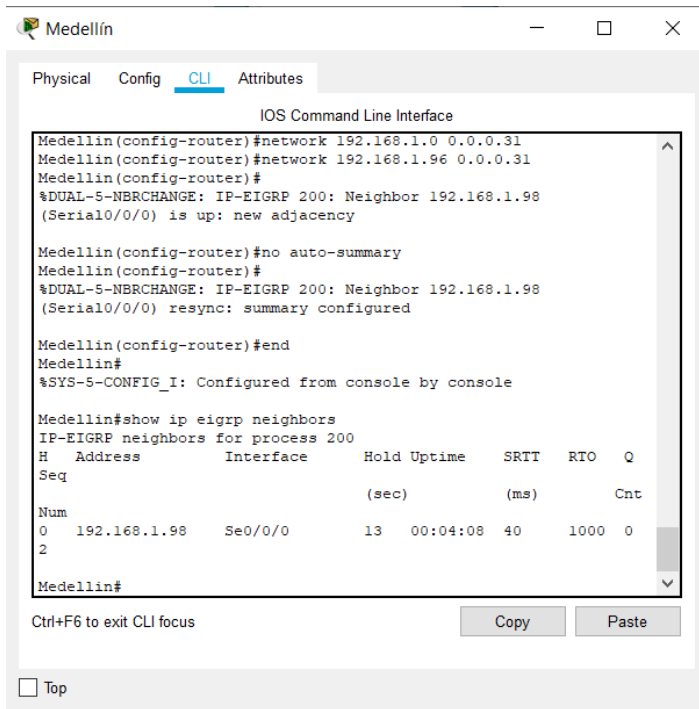 Medellín
Physical Config CLI Attributes
IOS Command Line Interface
Medellin(config-router)#network 192.168.1.0 0.0.0.31
Medellin(config-router)#network 192.168.1.96 0.0.0.31
Medellin(config-router)#
%DUAL-5-NBRCHANGE: IP-EIGRP 200: Neighbor 192.168.1.98
(Serial0/0/0) is up: new adjacency
Medellin(config-router)#no auto-summary
Medellin(config-router)#
%DUAL-5-NBRCHANGE: IP-EIGRP 200: Neighbor 192.168.1.98
(Serial0/0/0) resync: summary configured
Medellin(config-router)#end
Medellin#
%SYS-5-CONFIG_I: Configured from console by console
Medellin#show ip eigrp neighbors
IP-EIGRP neighbors for process 200
H Address Interface Hold Uptime SRTT RTO Q
Seq
(sec) (ms) Cnt
Num
0 192.168.1.98 Se0/0/0 13 00:04:08 40 1000 0
2
Medellin#
Ctrl+F6 to exit CLI focus Copy Paste
Top